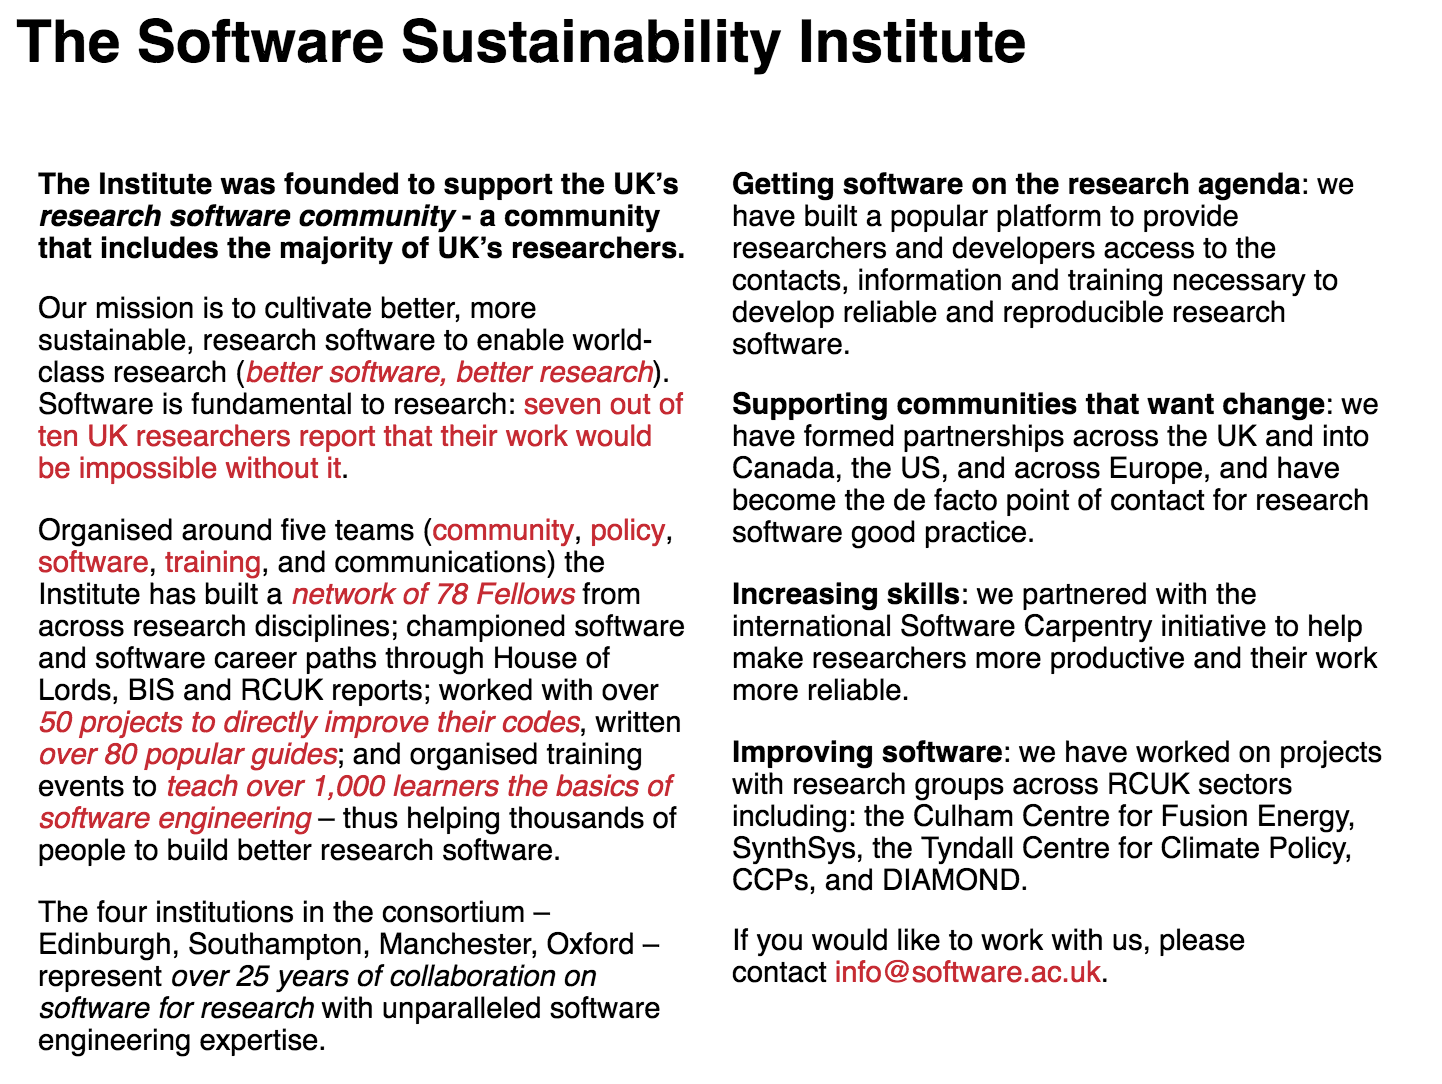 The Software Sustainability Institute
The Institute was founded to support the UK’s
research software community - a community
that includes the majority of UK’s researchers.
Our mission is to cultivate better, more
sustainable, research software to enable world-
class research (better software, better research).
Software is fundamental to research: seven out of
ten UK researchers report that their work would
be impossible without it.
Organised around five teams (community, policy,
software, training, and communications) the
Institute has built a network of 78 Fellows from
across research disciplines; championed software
and software career paths through House of
Lords, BIS and RCUK reports; worked with over
50 projects to directly improve their codes, written
over 80 popular guides; and organised training
events to teach over 1,000 learners the basics of
software engineering – thus helping thousands of
people to build better research software.
The four institutions in the consortium –
Edinburgh, Southampton, Manchester, Oxford –
represent over 25 years of collaboration on
software for research with unparalleled software
engineering expertise.
Getting software on the research agenda: we
have built a popular platform to provide
researchers and developers access to the
contacts, information and training necessary to
develop reliable and reproducible research
software.
Supporting communities that want change: we
have formed partnerships across the UK and into
Canada, the US, and across Europe, and have
become the de facto point of contact for research
software good practice.
Increasing skills: we partnered with the
international Software Carpentry initiative to help
make researchers more productive and their work
more reliable.
Improving software: we have worked on projects
with research groups across RCUK sectors
including: the Culham Centre for Fusion Energy,
SynthSys, the Tyndall Centre for Climate Policy,
CCPs, and DIAMOND.
If you would like to work with us, please
contact info@software.ac.uk.